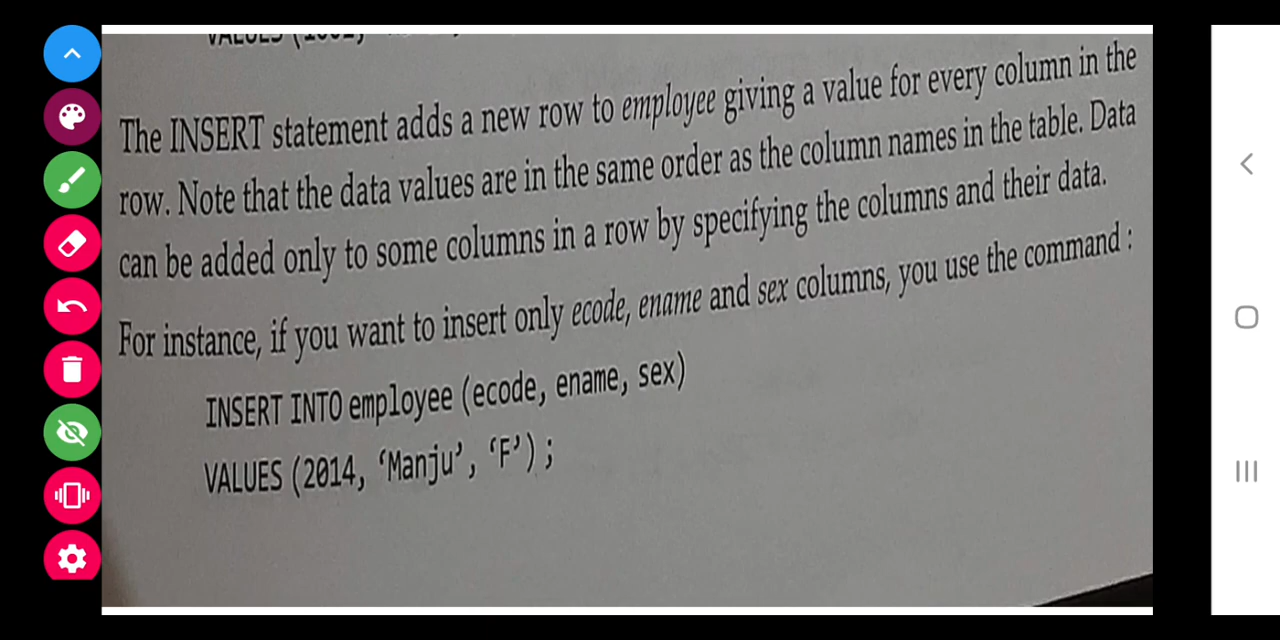 The INSERT statement adds a new row to employee giving a value for every column in the
row. Note that the data values are in the same order as the column names in the table. Data
can be added only to some columns in a row by specifying the columns and their data.
For instance, if you want to insert only ecode, ename and sex columns, you use the command :
INSERT INTO employee (ecode, ename, sex)
VALUES (2014, ‘Manju’, ‘F’) ;